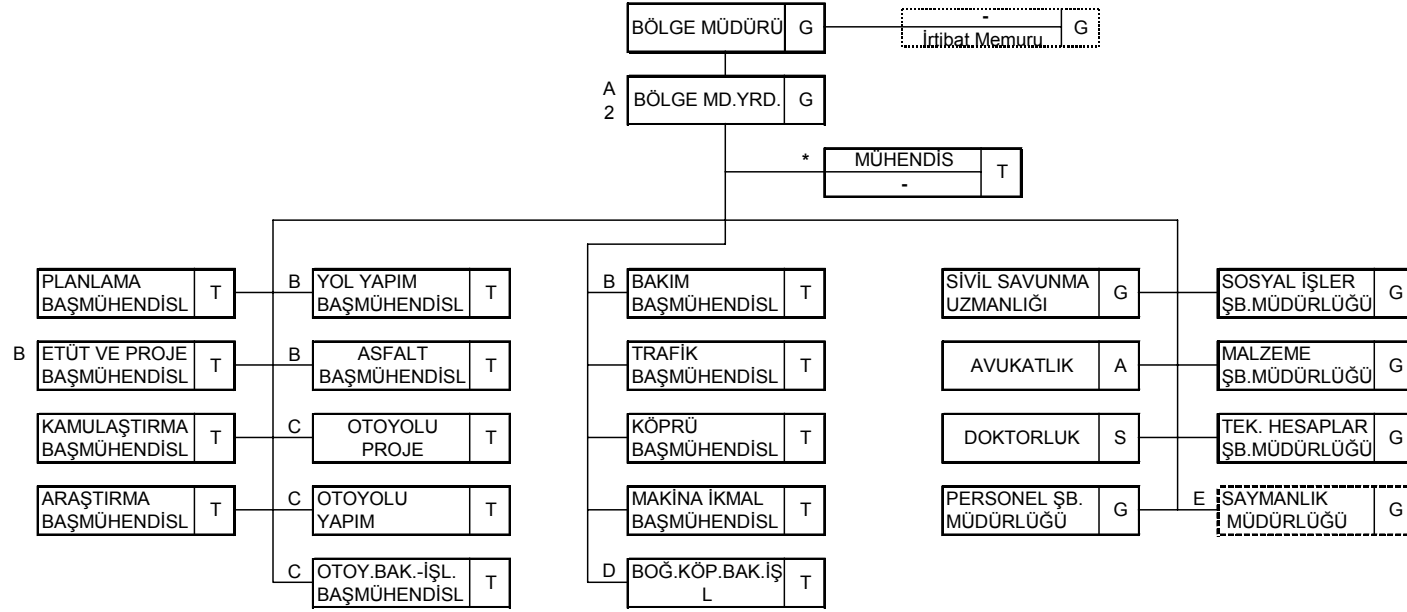 BÖLGE MÜDÜRÜ G
-
İrtibat Memuru G
A
2
BÖLGE MD.YRD. G
*
MÜHENDİS
-
T
PLANLAMA
BAŞMÜHENDİSL
T
B
YOL YAPIM
BAŞMÜHENDİSL
T
B
BAKIM
BAŞMÜHENDİSL
T
SİVİL SAVUNMA
UZMANLIĞI
G
SOSYAL İŞLER
ŞB.MÜDÜRLÜĞÜ
G
B
ETÜT VE PROJE
BAŞMÜHENDİSL
T
B
ASFALT
BAŞMÜHENDİSL
T
TRAFİK
BAŞMÜHENDİSL
T
AVUKATLIK A
MALZEME
ŞB.MÜDÜRLÜĞÜ
G
KAMULAŞTIRMA
BAŞMÜHENDİSL
T
C
OTOYOLU
PROJE
T
KÖPRÜ
BAŞMÜHENDİSL
T
DOKTORLUK S
TEK. HESAPLAR
ŞB.MÜDÜRLÜĞÜ
G
ARAŞTIRMA
BAŞMÜHENDİSL
T
C
OTOYOLU
YAPIM
T
MAKİNA İKMAL
BAŞMÜHENDİSL
T
PERSONEL ŞB.
MÜDÜRLÜĞÜ
G
E
SAYMANLIK
MÜDÜRLÜĞÜ
G
C
OTOY.BAK.-İŞL.
BAŞMÜHENDİSL
T
D
BOĞ.KÖP.BAK.İŞ
L
T